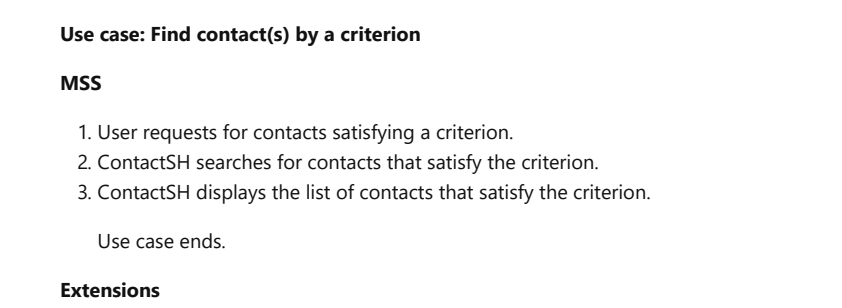 Use case: Find contact(s) by a criterion
MSS
1. User requests for contacts satisfying a criterion.
2. ContactSH searches for contacts that satisfy the criterion.
3. ContactSH displays the list of contacts that satisfy the criterion.
Use case ends.
Extensions